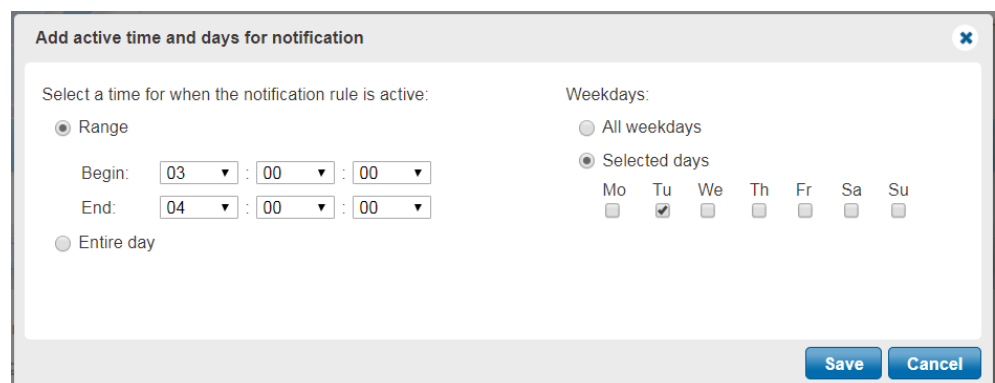 Add active time and days for notification
Select a time for when the notification rule is active:
Range
Begin: 03 : 00 : 00
End: 04 : 00 : 00
Entire day
Weekdays:
All weekdays
Selected days
Mo Tu We Th Fr Sa Su
Save Cancel